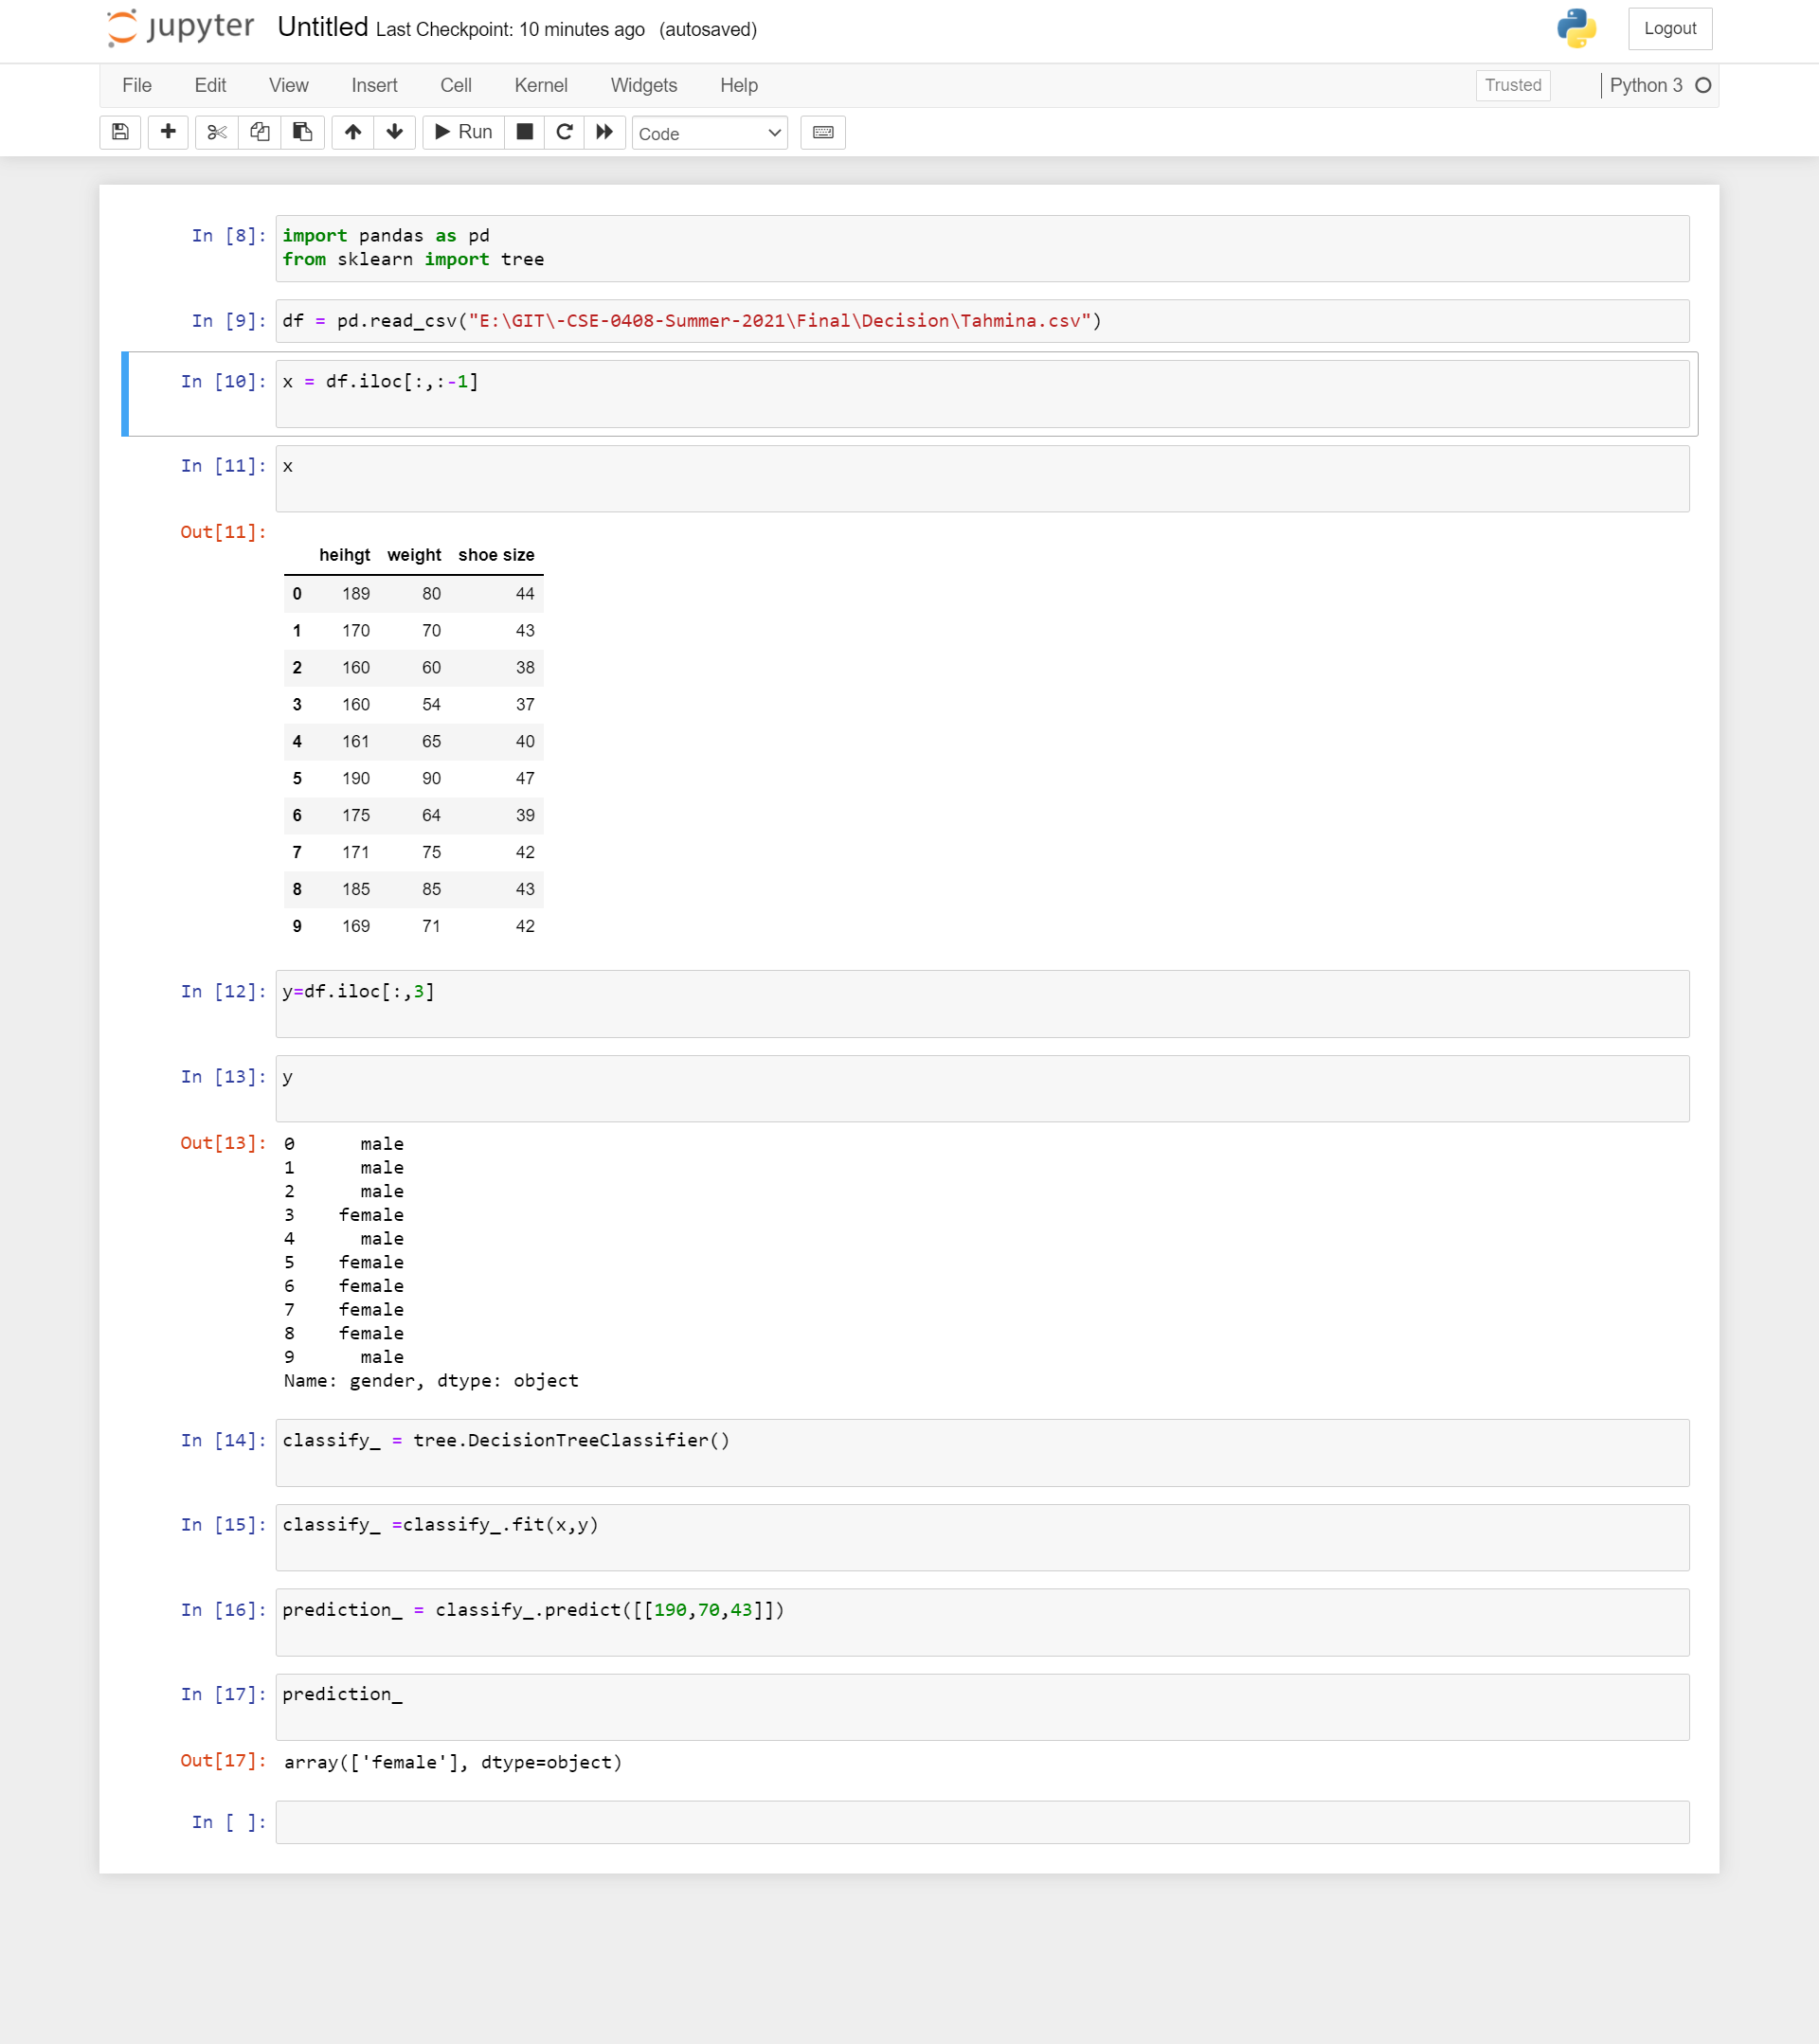 jupyter Untitled Last Checkpoint: 10 minutes ago (autosaved) Logout
File Edit View Insert Cell Kernel Widgets Help Trusted Python 3
Run Code
In [8]: import pandas as pd
from sklearn import tree
In [9]: df = pd.read_csv("E:\GIT\-CSE-0408-Summer-2021\Final\Decision\Tahmina.csv")
In [10]: x = df.iloc[:,:-1]
In [11]: x
Out[11]:
heihgt weight shoe size
0 189 80 44
1 170 70 43
2 160 60 38
3 160 54 37
4 161 65 40
5 190 90 47
6 175 64 39
7 171 75 42
8 185 85 43
9 169 71 42
In [12]: y=df.iloc[:,3]
In [13]: y
Out[13]: 0 male
1 male
2 male
3 female
4 male
5 female
6 female
7 female
8 female
9 male
Name: gender, dtype: object
In [14]: classify_ = tree.DecisionTreeClassifier()
In [15]: classify_ =classify_.fit(x,y)
In [16]: prediction_ = classify_.predict([[190,70,43]])
In [17]: prediction_
Out[17]: array(['female'], dtype=object)
In [ ]: